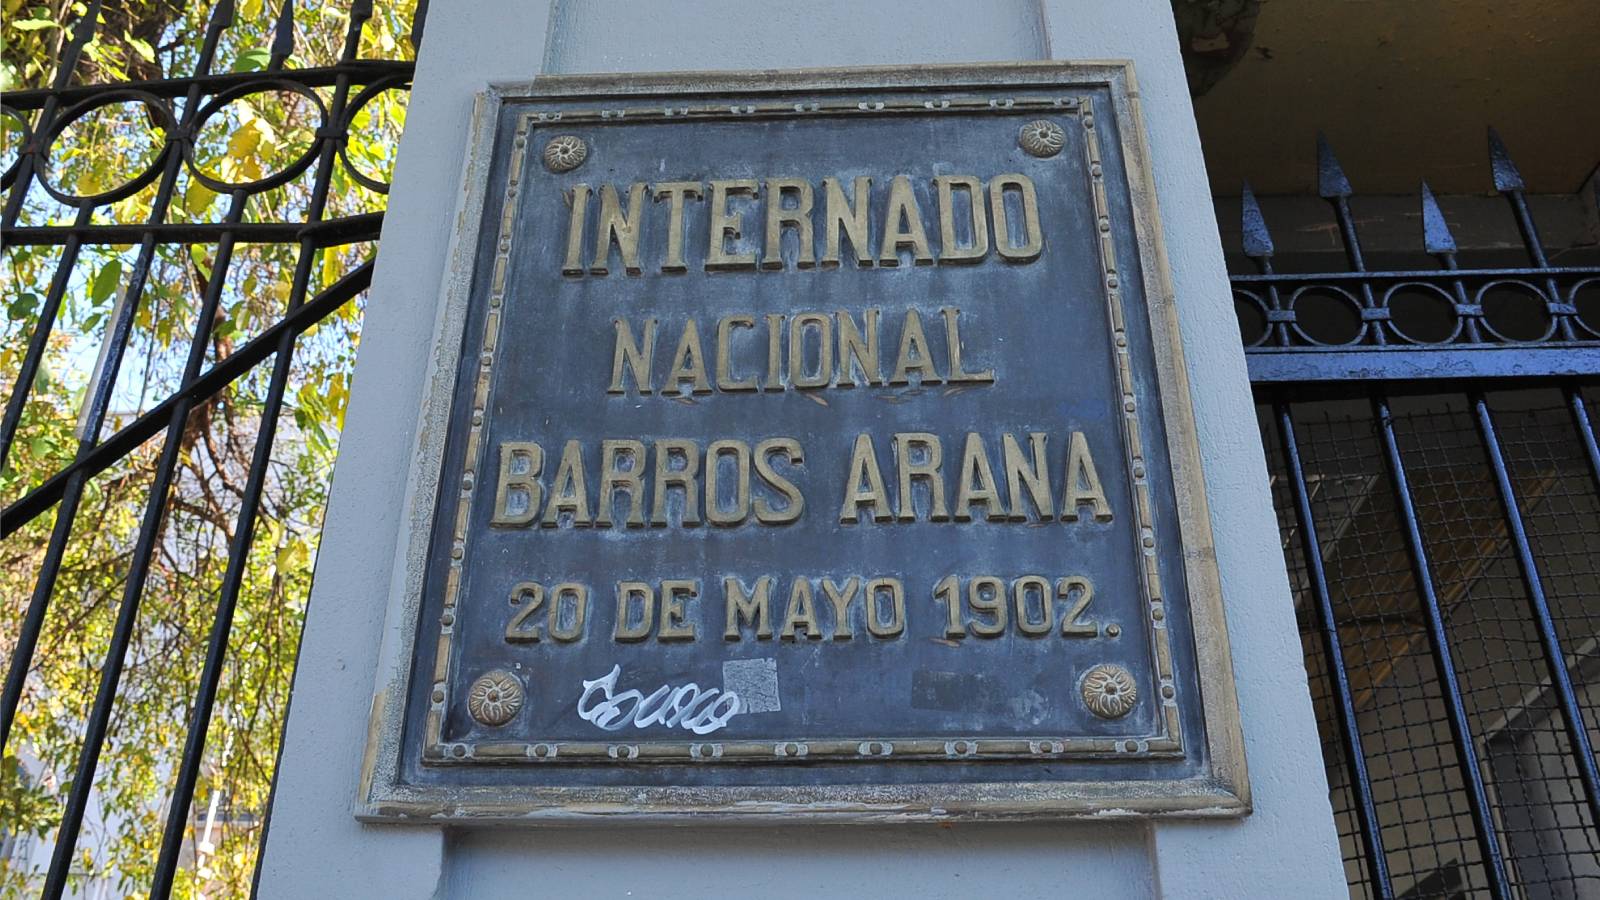 INTERNADO
NACIONAL
BARROS ARANA
20 DE MAYO 1902.